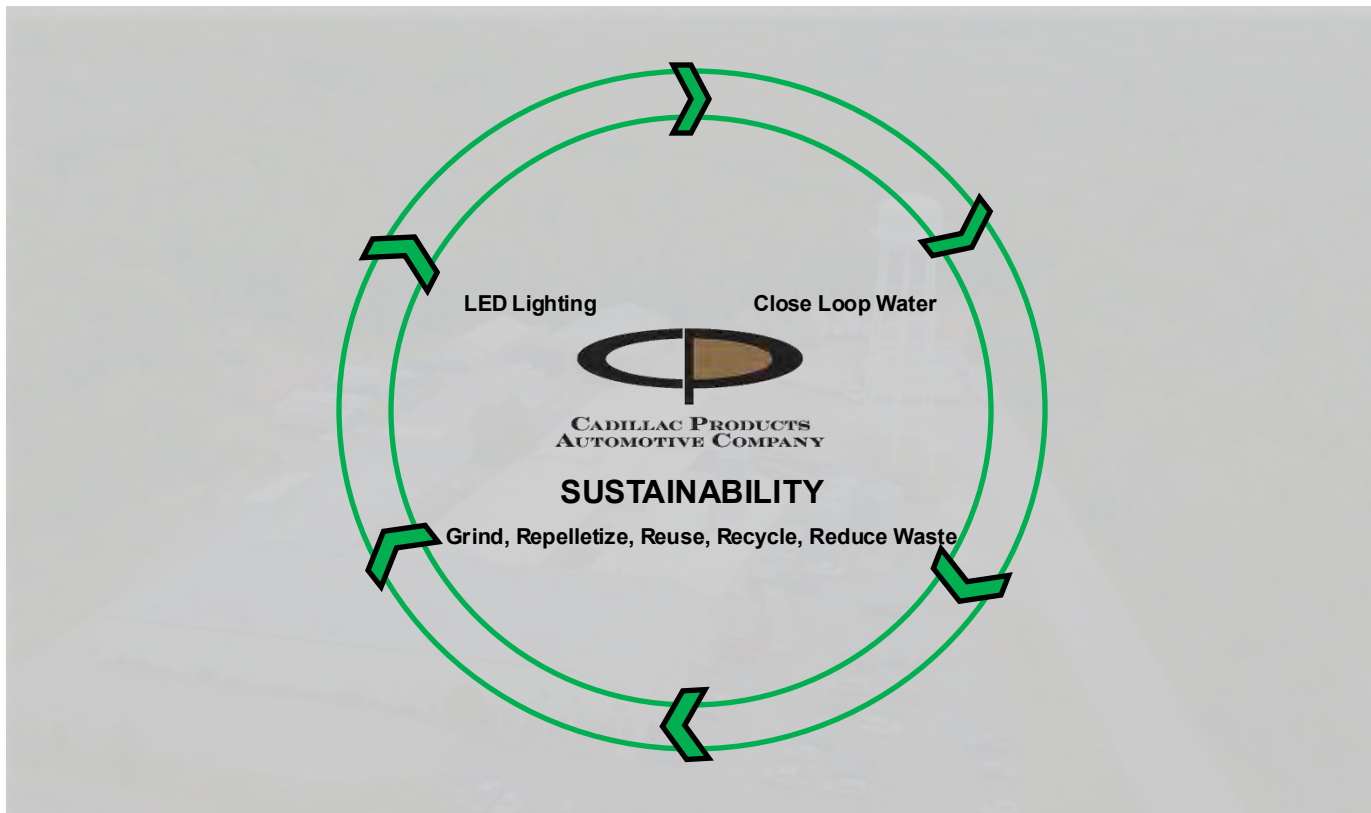 LED Lighting
Close Loop Water
CADILLAC PRODUCTS
AUTOMOTIVE COMPANY
SUSTAINABILITY
Grind, Repelletize, Reuse, Recycle, Reduce Waste